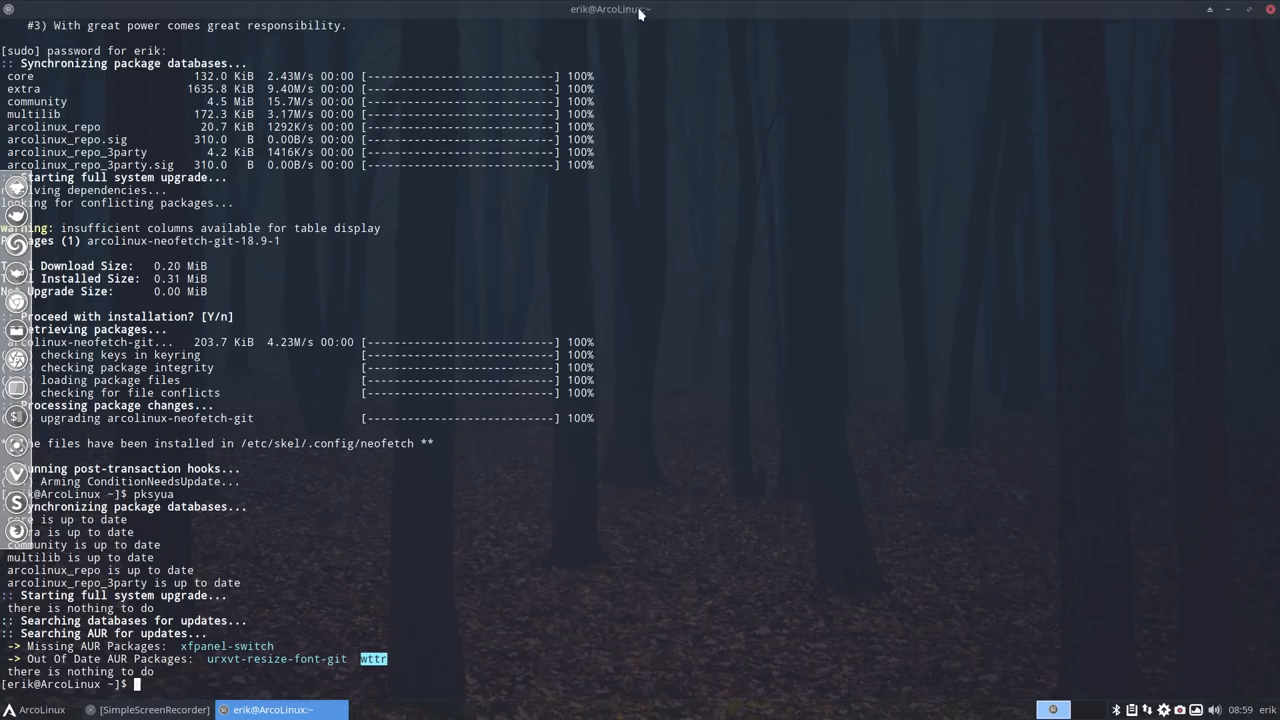 erik@ArcoLinux:~
#3) With great power comes great responsibility.
[sudo] password for erik:
:: Synchronizing package databases...
core 132.0 KiB 2.43M/s 00:00 [----------------------------] 100%
extra 1635.8 KiB 9.40M/s 00:00 [----------------------------] 100%
community 4.5 MiB 15.7M/s 00:00 [----------------------------] 100%
multilib 172.3 KiB 3.17M/s 00:00 [----------------------------] 100%
arcolinux_repo 20.7 KiB 1292K/s 00:00 [----------------------------] 100%
arcolinux_repo.sig 310.0 B 0.00B/s 00:00 [----------------------------] 100%
arcolinux_repo_3party 4.2 KiB 1416K/s 00:00 [----------------------------] 100%
arcolinux_repo_3party.sig 310.0 B 0.00B/s 00:00 [----------------------------] 100%
Starting full system upgrade...
resolving dependencies...
looking for conflicting packages...
warning: insufficient columns available for table display
Packages (1) arcolinux-neofetch-git-18.9-1
Download Size: 0.20 MiB
Installed Size: 0.31 MiB
Upgrade Size: 0.00 MiB
:: Proceed with installation? [Y/n]
etrieving packages...
arcolinux-neofetch-git... 203.7 KiB 4.23M/s 00:00 [----------------------------] 100%
checking keys in keyring [----------------------------] 100%
checking package integrity [----------------------------] 100%
loading package files [----------------------------] 100%
checking for file conflicts [----------------------------] 100%
Processing package changes...
upgrading arcolinux-neofetch-git [----------------------------] 100%
he files have been installed in /etc/skel/.config/neofetch **
unning post-transaction hooks...
Arming ConditionNeedsUpdate...
[erik@ArcoLinux ~]$ pksyua
ynchronizing package databases...
core is up to date
extra is up to date
community is up to date
multilib is up to date
arcolinux_repo is up to date
arcolinux_repo_3party is up to date
:: Starting full system upgrade...
there is nothing to do
:: Searching databases for updates...
:: Searching AUR for updates...
-> Missing AUR Packages: xfpanel-switch
-> Out Of Date AUR Packages: urxvt-resize-font-git wttr
there is nothing to do
[erik@ArcoLinux ~]$
ArcoLinux [SimpleScreenRecorder] erik@ArcoLinux:~ 08:59 erik